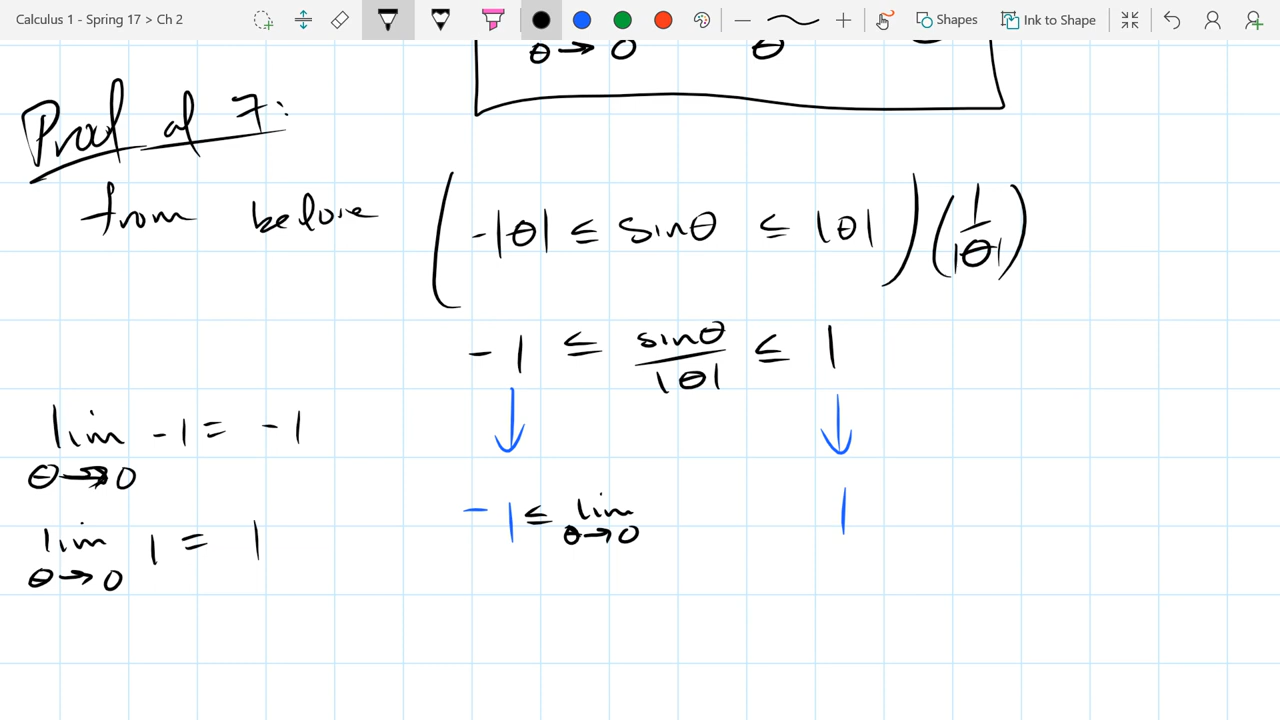 Calculus 1 - Spring 17 > Ch 2
Shapes
Ink to Shape
θ → 0 θ
Proof of 7:
from before ( -|θ| ≤ sinθ ≤ |θ| ) ( 1/|θ| )
-1 ≤ sinθ/|θ| ≤ 1
lim -1 = -1
θ→0
-1 ≤ lim 1
θ→0
lim 1 = 1
θ→0